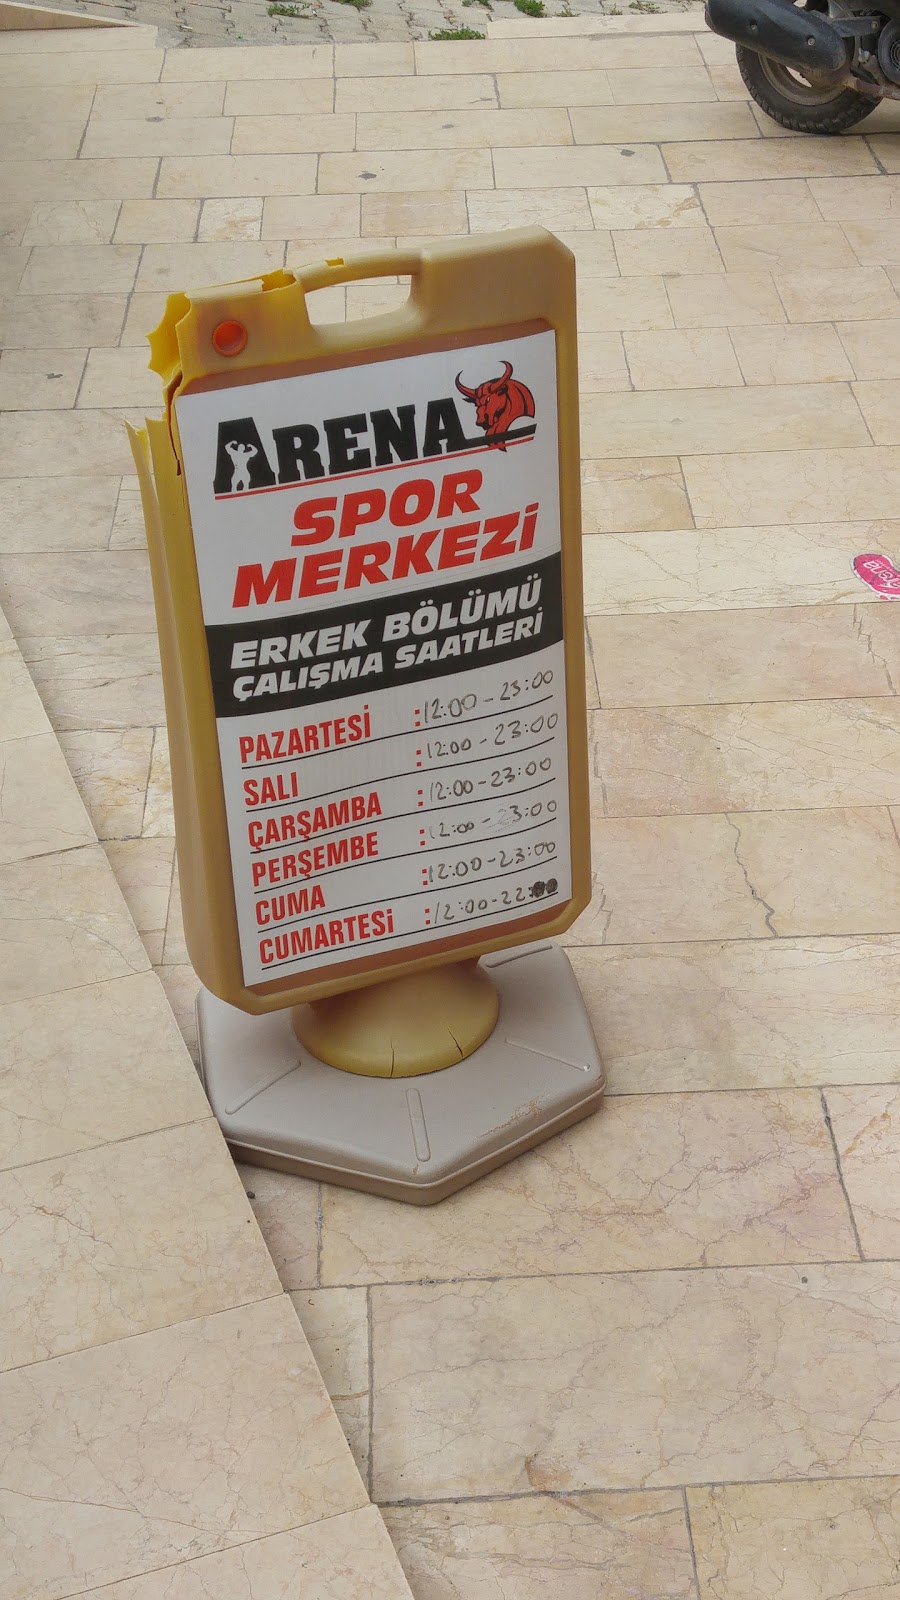 ARENA
SPOR
MERKEZİ
ERKEK BÖLÜMÜ
ÇALIŞMA SAATLERİ
PAZARTESİ :12:00-23:00
SALI :12:00-23:00
ÇARŞAMBA :12:00-23:00
PERŞEMBE :12:00-23:00
CUMA :12:00-23:00
CUMARTESİ :12:00-22:00